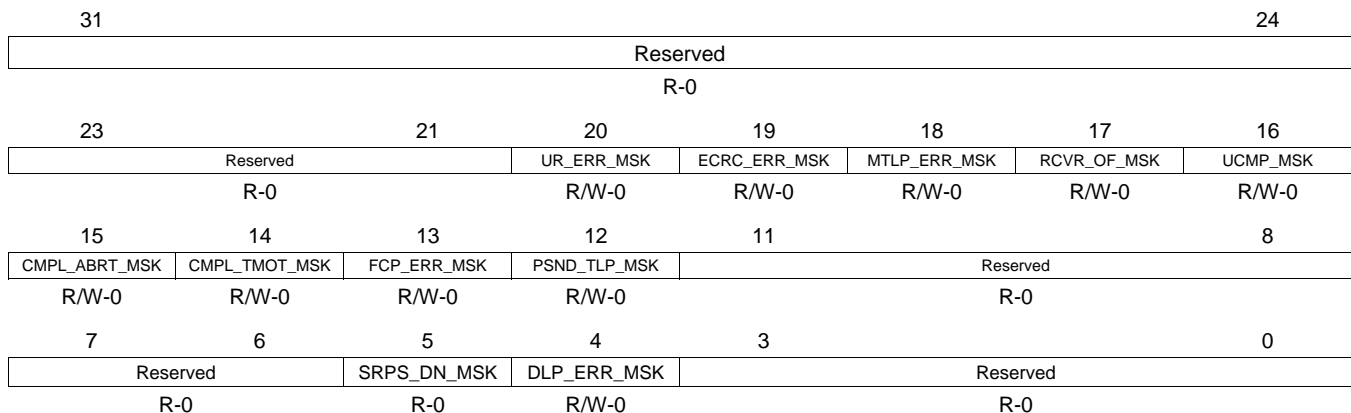 31 24
Reserved
R-0
23 21 20 19 18 17 16
Reserved UR_ERR_MSK ECRC_ERR_MSK MTLP_ERR_MSK RCVR_OF_MSK UCMP_MSK
R-0 R/W-0 R/W-0 R/W-0 R/W-0 R/W-0
15 14 13 12 11 8
CMPL_ABRT_MSK CMPL_TMOT_MSK FCP_ERR_MSK PSND_TLP_MSK Reserved
R/W-0 R/W-0 R/W-0 R/W-0 R-0
7 6 5 4 3 0
Reserved SRPS_DN_MSK DLP_ERR_MSK Reserved
R-0 R-0 R/W-0 R-0